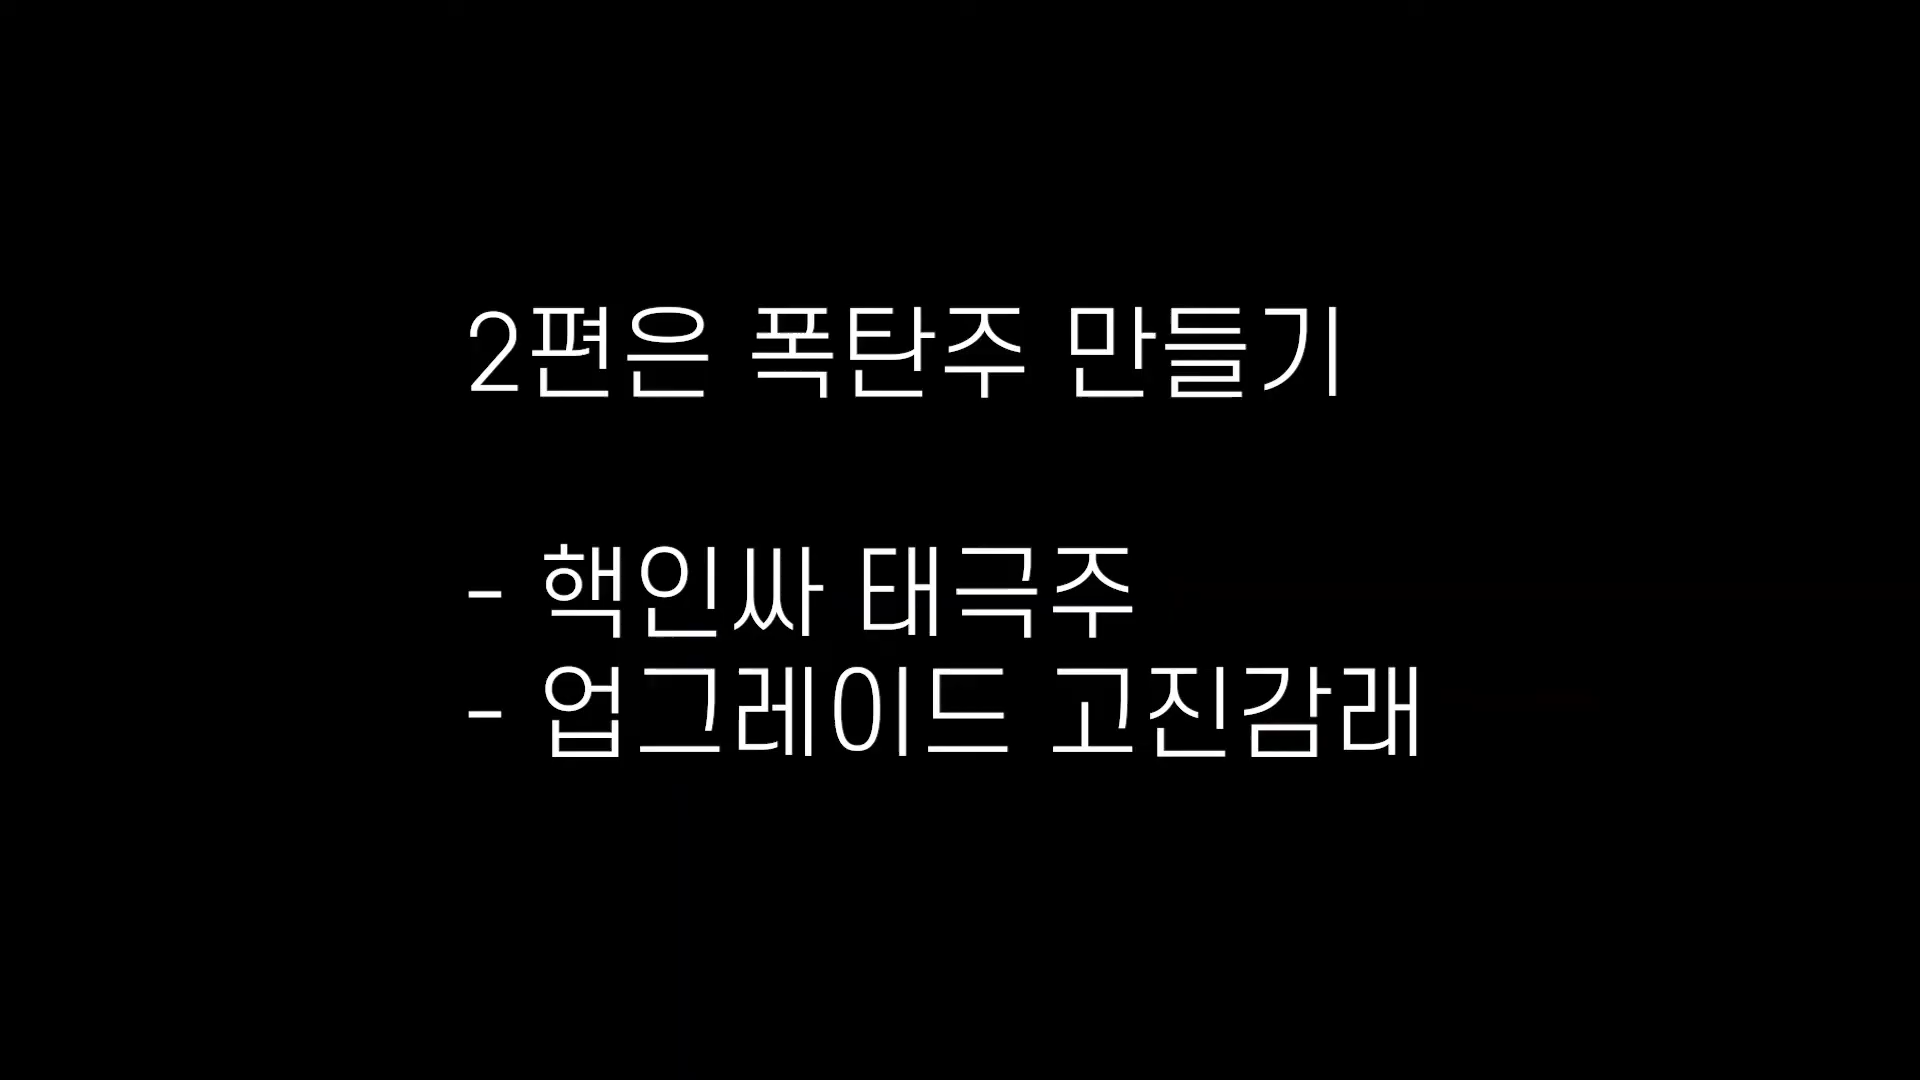 2편은 폭탄주 만들기
- 핵인싸 태극주
- 업그레이드 고진감래